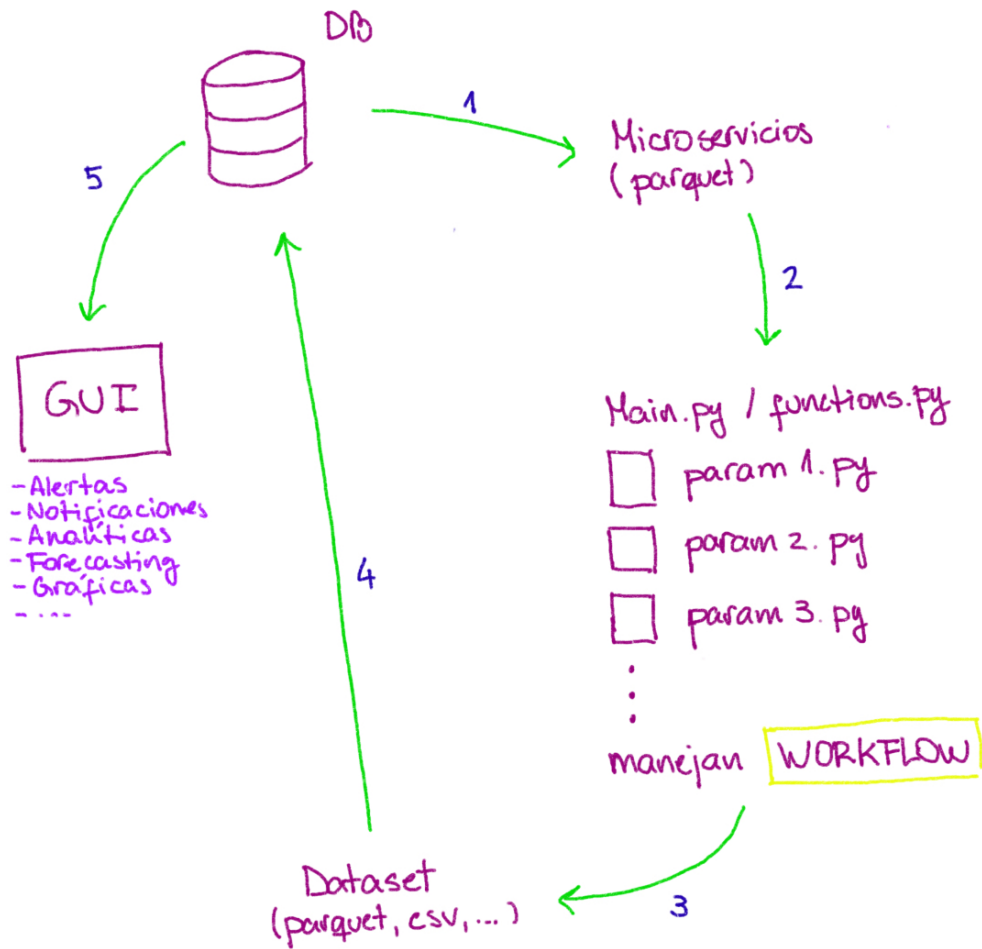 DB
1
Microservicios
(parquet)
2
Main.py / functions.py
param 1.py
param 2.py
param 3.py
manejan WORKFLOW
3
Dataset
(parquet, csv, ...)
4
5
GUI
- Alertas
- Notificaciones
- Analíticas
- Forecasting
- Gráficas
- ...